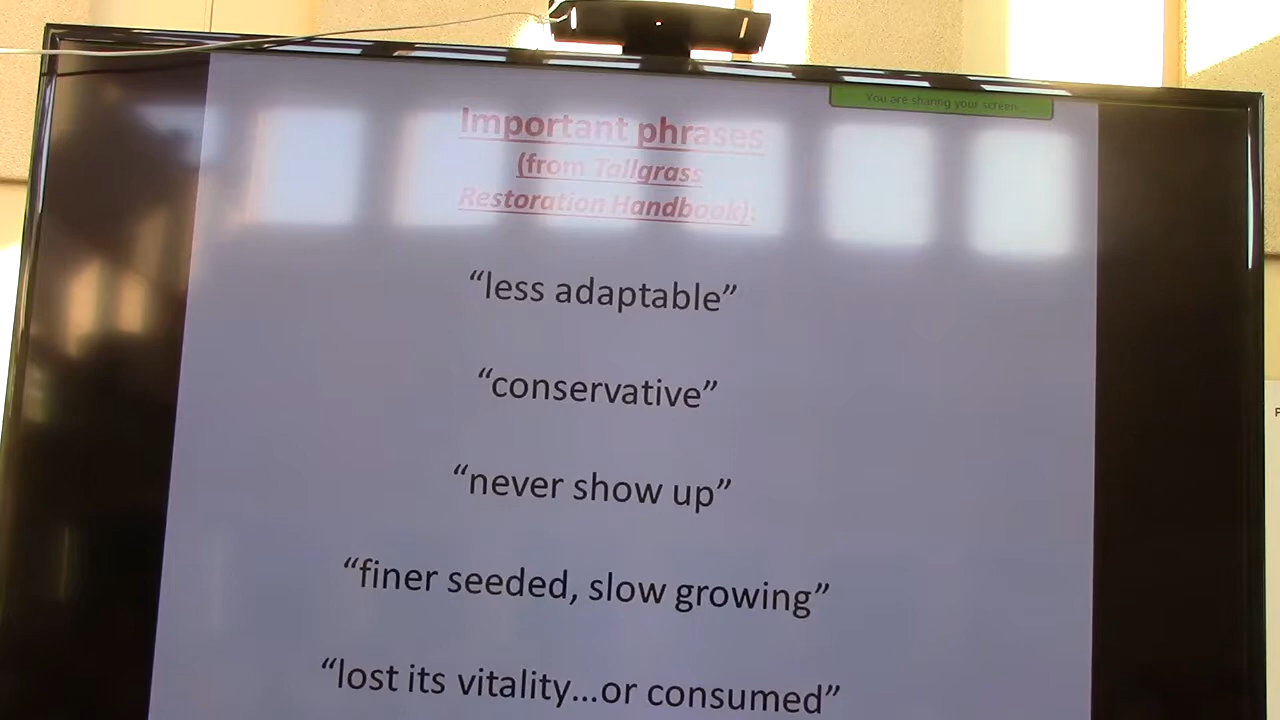 You are sharing your screen
Important phrases
(from Tallgrass
Restoration Handbook):
“less adaptable”
“conservative”
“never show up”
“finer seeded, slow growing”
“lost its vitality...or consumed”